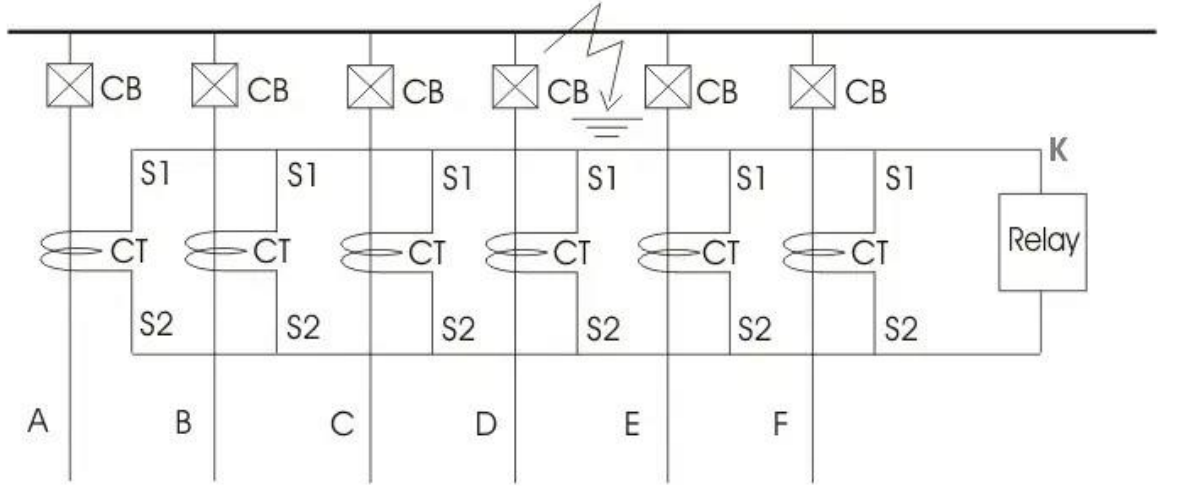 CB CB CB CB CB CB
K
S1 S1 S1 S1 S1 S1
CT CT CT CT CT CT Relay
S2 S2 S2 S2 S2 S2
A B C D E F